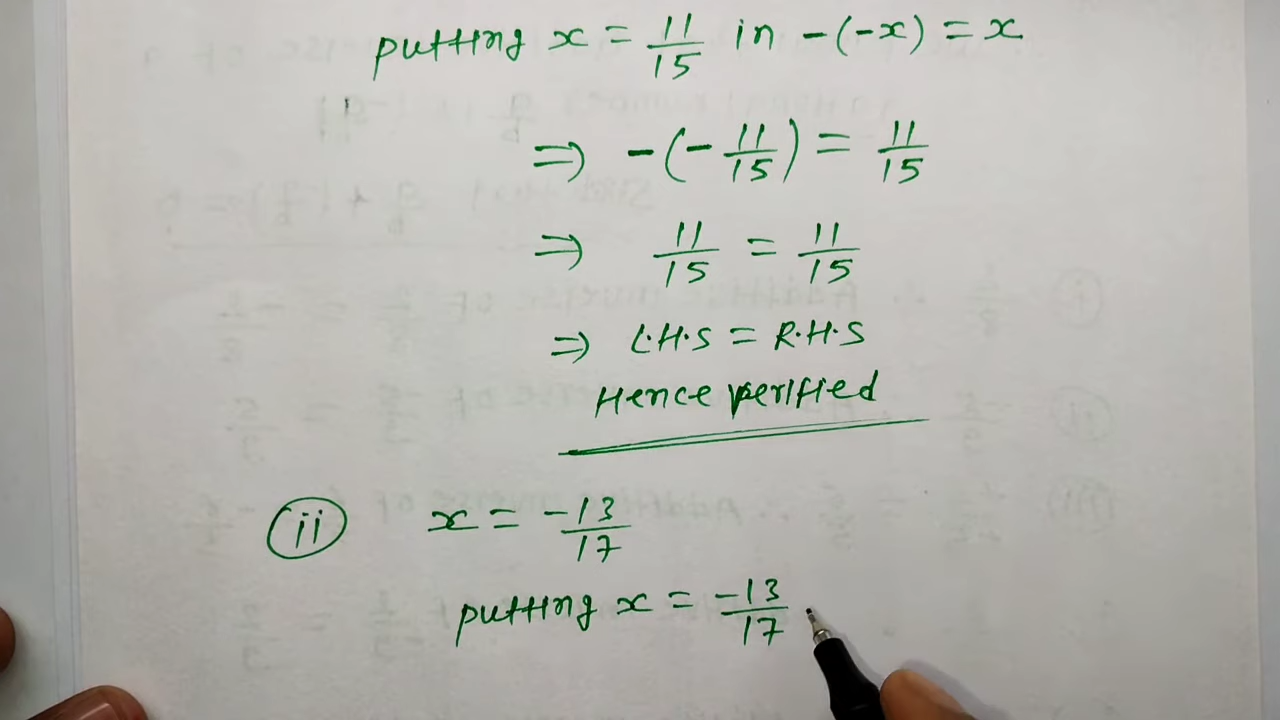 putting x = 11/15 in -(-x) = x
⇒ -(-11/15) = 11/15
⇒ 11/15 = 11/15
⇒ L.H.S = R.H.S
Hence verified
(ii) x = -13/17
putting x = -13/17